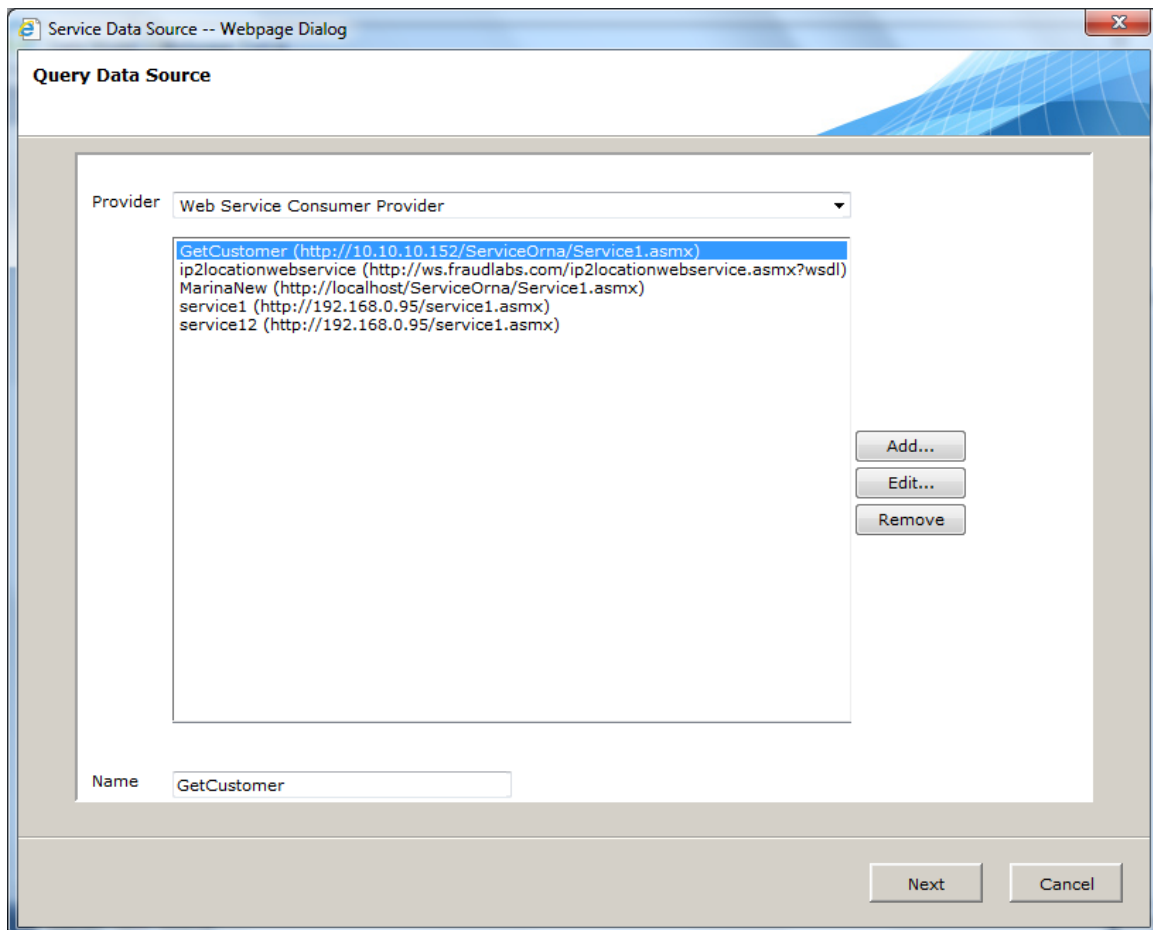 Service Data Source -- Webpage Dialog
Query Data Source
Provider
Web Service Consumer Provider
GetCustomer (http://10.10.10.152/ServiceOrna/Service1.asmx)
ip2locationwebservice (http://ws.fraudlabs.com/ip2locationwebservice.asmx?wsdl)
MarinaNew (http://localhost/ServiceOrna/Service1.asmx)
service1 (http://192.168.0.95/service1.asmx)
service12 (http://192.168.0.95/service1.asmx)
Add...
Edit...
Remove
Name
GetCustomer
Next
Cancel